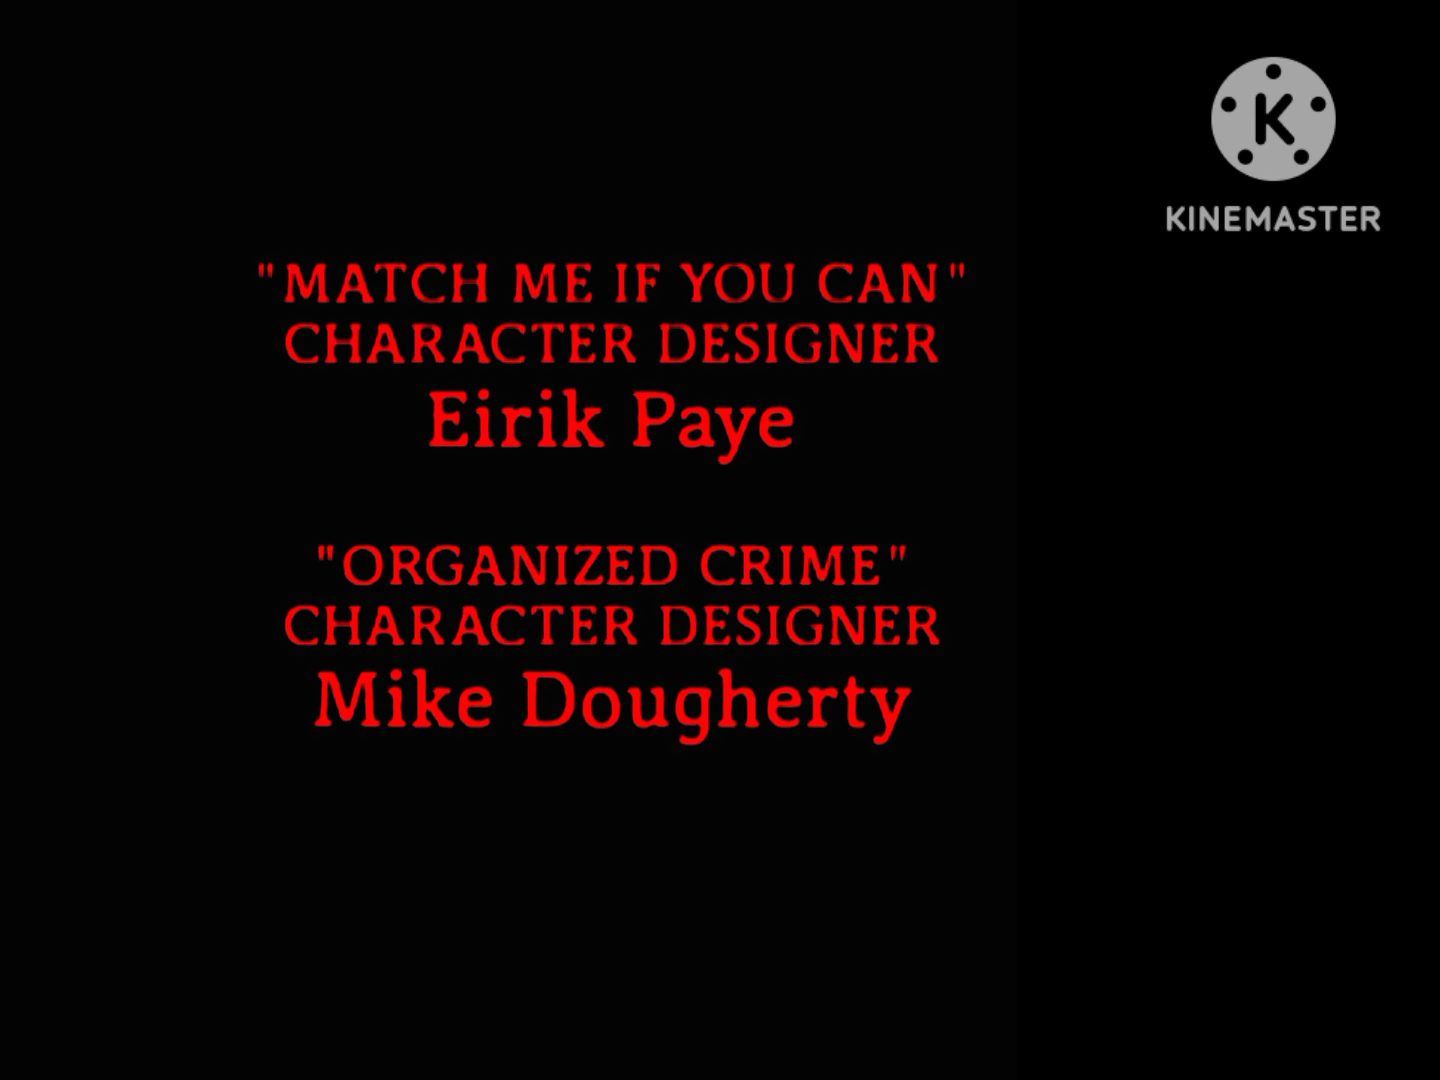 KINEMASTER
"MATCH ME IF YOU CAN"
CHARACTER DESIGNER
Eirik Paye
"ORGANIZED CRIME"
CHARACTER DESIGNER
Mike Dougherty